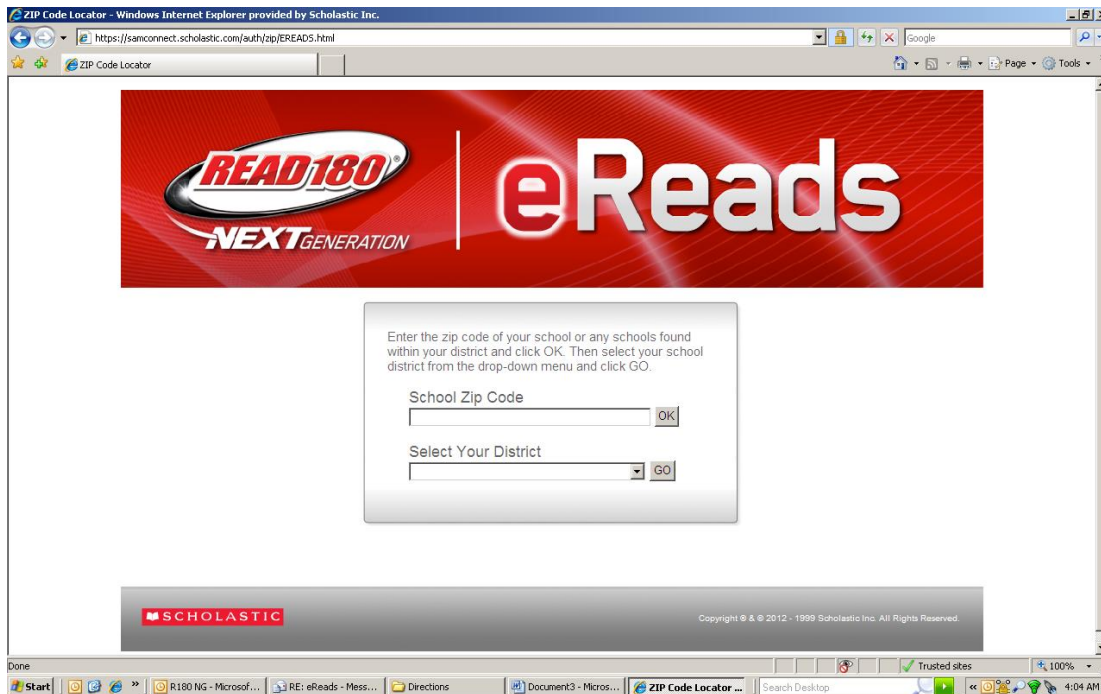 ZIP Code Locator - Windows Internet Explorer provided by Scholastic Inc.
https://samconnect.scholastic.com/auth/zip/EREADS.html
Google
ZIP Code Locator
Page
Tools
READ180®
NEXT GENERATION
eReads
Enter the zip code of your school or any schools found
within your district and click OK. Then select your school
district from the drop-down menu and click GO.
School Zip Code
OK
Select Your District
GO
SCHOLASTIC
Copyright ® & © 2012 - 1999 Scholastic Inc. All Rights Reserved.
Done
Trusted sites
100%
Start
»
R180 NG - Microsof...
RE: eReads - Mess...
Directions
Document3 - Micros...
ZIP Code Locator ...
Search Desktop
«
4:04 AM